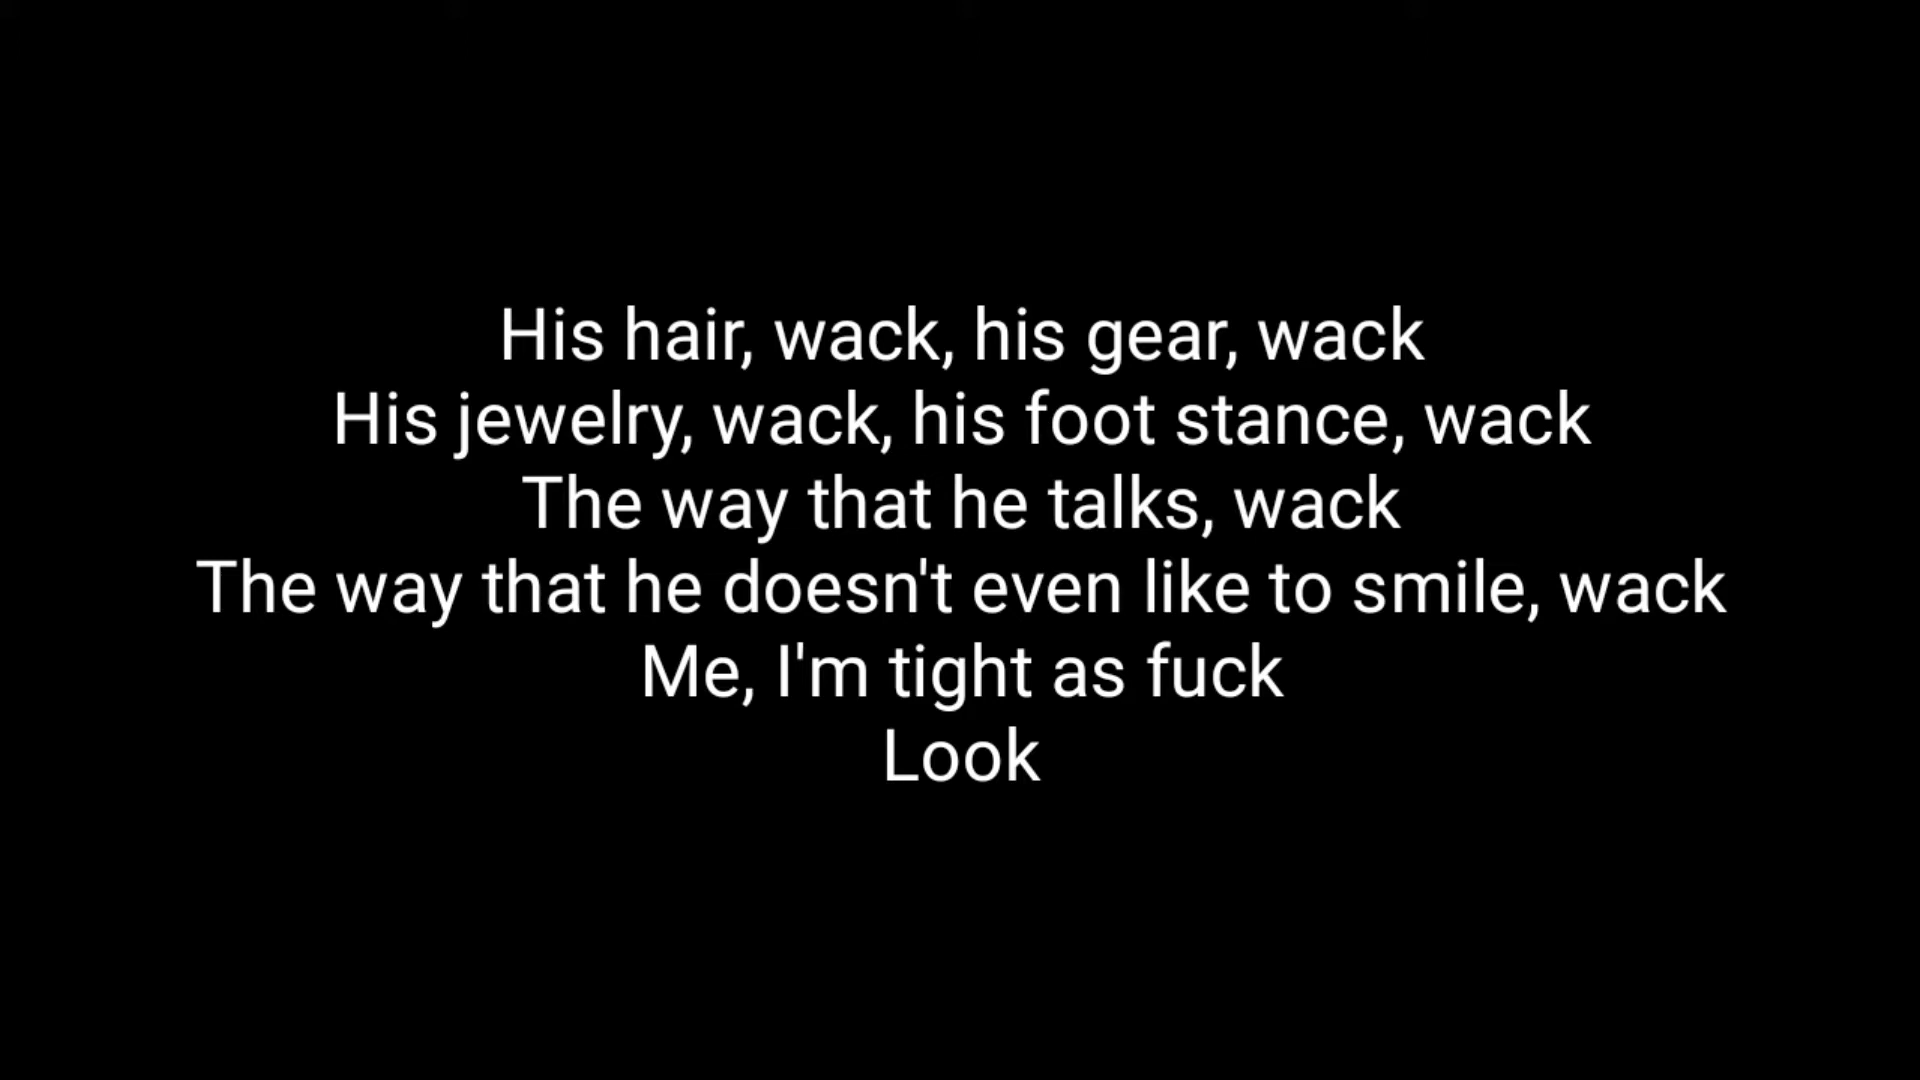 His hair, wack, his gear, wack
His jewelry, wack, his foot stance, wack
The way that he talks, wack
The way that he doesn't even like to smile, wack
Me, I'm tight as fuck
Look